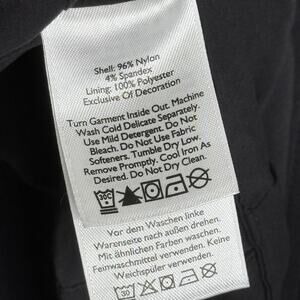 Shell: 96% Nylon
4% Spandex
Lining: 100% Polyester
Exclusive Of Decoration
Turn Garment Inside Out. Machine
Wash Cold Delicate Separately.
Use Mild Detergent. Do Not
Bleach. Do Not Use Fabric
Softeners. Tumble Dry Low.
Remove Promptly. Cool Iron As
Desired. Do Not Dry Clean.
30C
Vor dem Waschen linke
Warenseite nach außen drehen.
Mit ähnlichen Farben waschen.
Feinwaschmittel verwenden. Keine
Weichspüler verwenden.
30